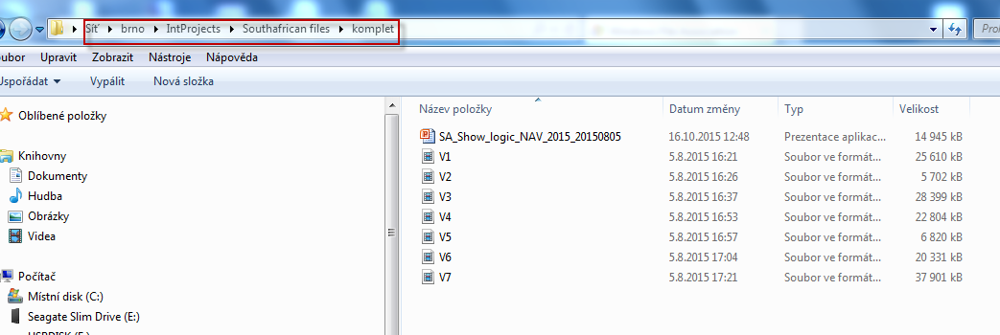 Síť brno IntProjects Southafrican files komplet
Upravit Zobrazit Nástroje Nápověda
Uspořádat Vypálit Nová složka
Oblíbené položky
Knihovny
Dokumenty
Hudba
Obrázky
Videa
Počítač
Místní disk (C:)
Seagate Slim Drive (E:)
Název položky Datum změny Typ Velikost
SA_Show_logic_NAV_2015_20150805 16.10.2015 12:48 Prezentace aplikac... 14 945 kB
V1 5.8.2015 16:21 Soubor ve formát... 25 610 kB
V2 5.8.2015 16:26 Soubor ve formát... 5 702 kB
V3 5.8.2015 16:37 Soubor ve formát... 28 399 kB
V4 5.8.2015 16:53 Soubor ve formát... 22 804 kB
V5 5.8.2015 16:57 Soubor ve formát... 6 820 kB
V6 5.8.2015 17:04 Soubor ve formát... 20 331 kB
V7 5.8.2015 17:21 Soubor ve formát... 37 901 kB